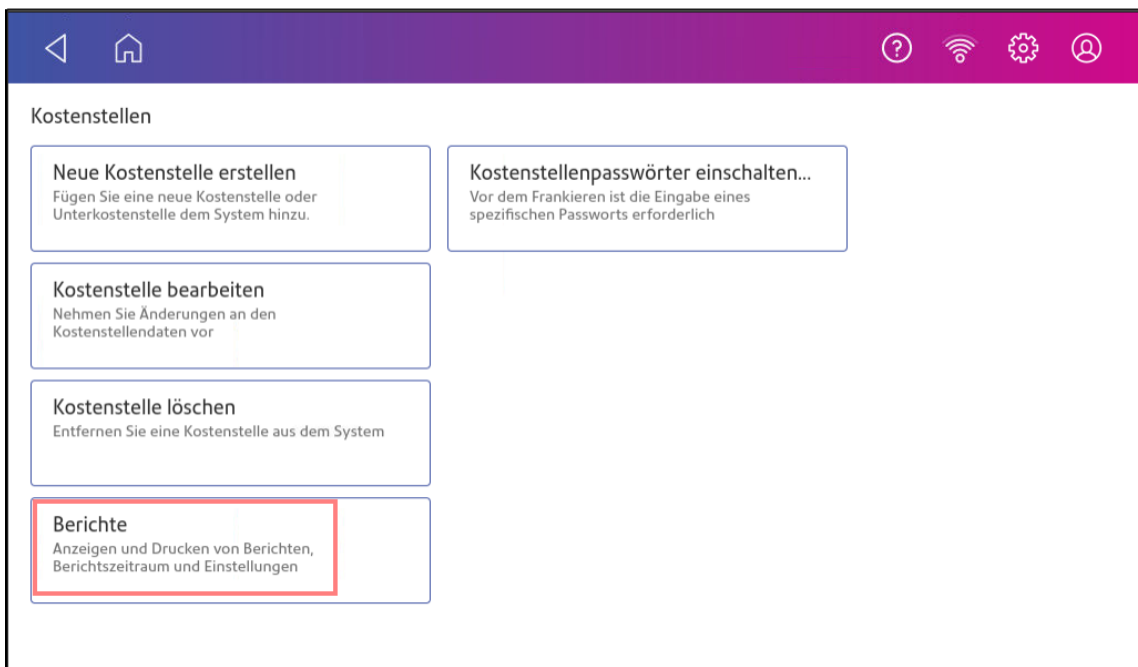 Kostenstellen
Neue Kostenstelle erstellen
Fügen Sie eine neue Kostenstelle oder
Unterkostenstelle dem System hinzu.
Kostenstellenpasswörter einschalten...
Vor dem Frankieren ist die Eingabe eines
spezifischen Passworts erforderlich
Kostenstelle bearbeiten
Nehmen Sie Änderungen an den
Kostenstellendaten vor
Kostenstelle löschen
Entfernen Sie eine Kostenstelle aus dem System
Berichte
Anzeigen und Drucken von Berichten,
Berichtszeitraum und Einstellungen